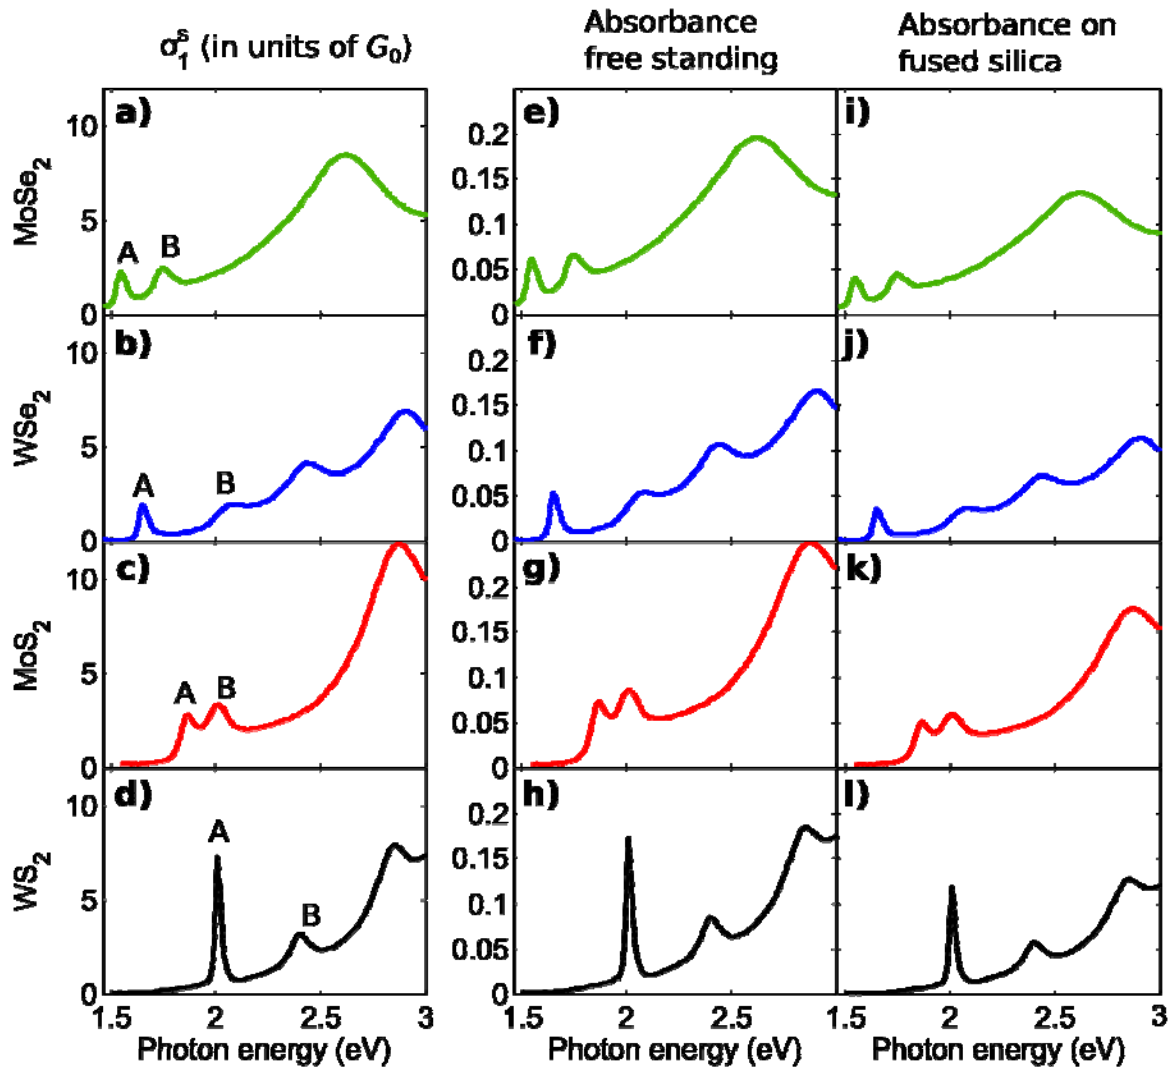 σ₁ˢ (in units of G₀)
Absorbance
free standing
Absorbance on
fused silica
a)
e)
i)
10
5
0
MoSe₂
A
B
0.2
0.15
0.1
0.05
0
b)
f)
j)
10
5
0
WSe₂
A
B
0.2
0.15
0.1
0.05
0
c)
g)
k)
10
5
0
MoS₂
A
B
0.2
0.15
0.1
0.05
0
d)
h)
l)
10
5
0
WS₂
A
B
0.2
0.15
0.1
0.05
0
1.5 2 2.5 3
1.5 2 2.5
1.5 2 2.5 3
Photon energy (eV)
Photon energy (eV)
Photon energy (eV)